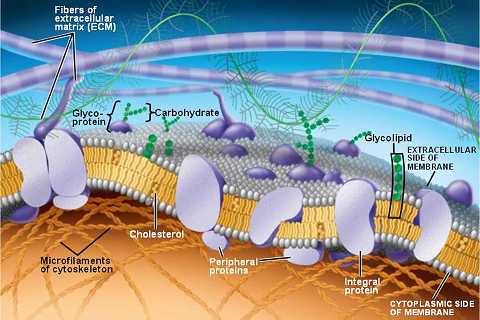 Fibers of
extracellular
matrix (ECM)
Glyco-
protein
Carbohydrate
Glycolipid
EXTRACELLULAR
SIDE OF
MEMBRANE
Cholesterol
Microfilaments
of cytoskeleton
Peripheral
proteins
Integral
protein
CYTOPLASMIC SIDE
OF MEMBRANE